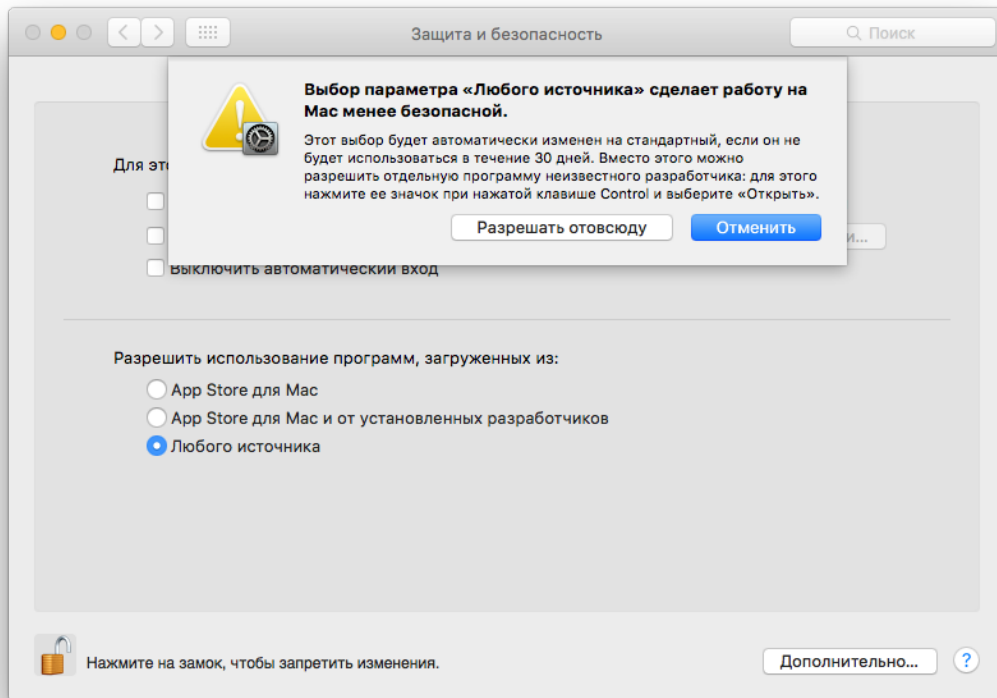 Защита и безопасность
Поиск
Выбор параметра «Любого источника» сделает работу на
Mac менее безопасной.
Этот выбор будет автоматически изменен на стандартный, если он не
будет использоваться в течение 30 дней. Вместо этого можно
разрешить отдельную программу неизвестного разработчика: для этого
нажмите ее значок при нажатой клавише Control и выберите «Открыть».
Разрешать отовсюду
Отменить
Для
Выключить автоматический вход
Разрешить использование программ, загруженных из:
App Store для Mac
App Store для Mac и от установленных разработчиков
Любого источника
Нажмите на замок, чтобы запретить изменения.
Дополнительно...
?